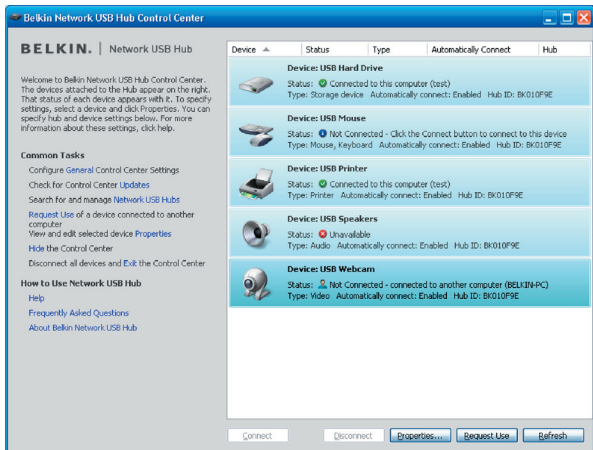 Belkin Network USB Hub Control Center
BELKIN. | Network USB Hub
Welcome to Belkin Network USB Hub Control Center.
The devices attached to the Hub appear on the right.
That status of each device appears with it. To specify
settings, select a device and click Properties. You can
specify hub and device settings below. For more
information about these settings, click help.
Common Tasks
Configure General Control Center Settings
Check for Control Center Updates
Search for and manage Network USB Hubs
Request Use of a device connected to another
computer
View and edit selected device Properties
Hide the Control Center
Disconnect all devices and Exit the Control Center
How to Use Network USB Hub
Help
Frequently Asked Questions
About Belkin Network USB Hub
Device Status Type Automatically Connect Hub
Device: USB Hard Drive
Status: Connected to this computer (test)
Type: Storage device Automatically connect: Enabled Hub ID: BK010F9E
Device: USB Mouse
Status: Not Connected - Click the Connect button to connect to this device
Type: Mouse, Keyboard Automatically connect: Enabled Hub ID: BK010F9E
Device: USB Printer
Status: Connected to this computer (test)
Type: Printer Automatically connect: Enabled Hub ID: BK010F9E
Device: USB Speakers
Status: Unavailable
Type: Audio Automatically connect: Enabled Hub ID: BK010F9E
Device: USB Webcam
Status: Not Connected - connected to another computer (BELKIN-PC)
Type: Video Automatically connect: Enabled Hub ID: BK010F9E
Connect Disconnect Properties... Request Use Refresh